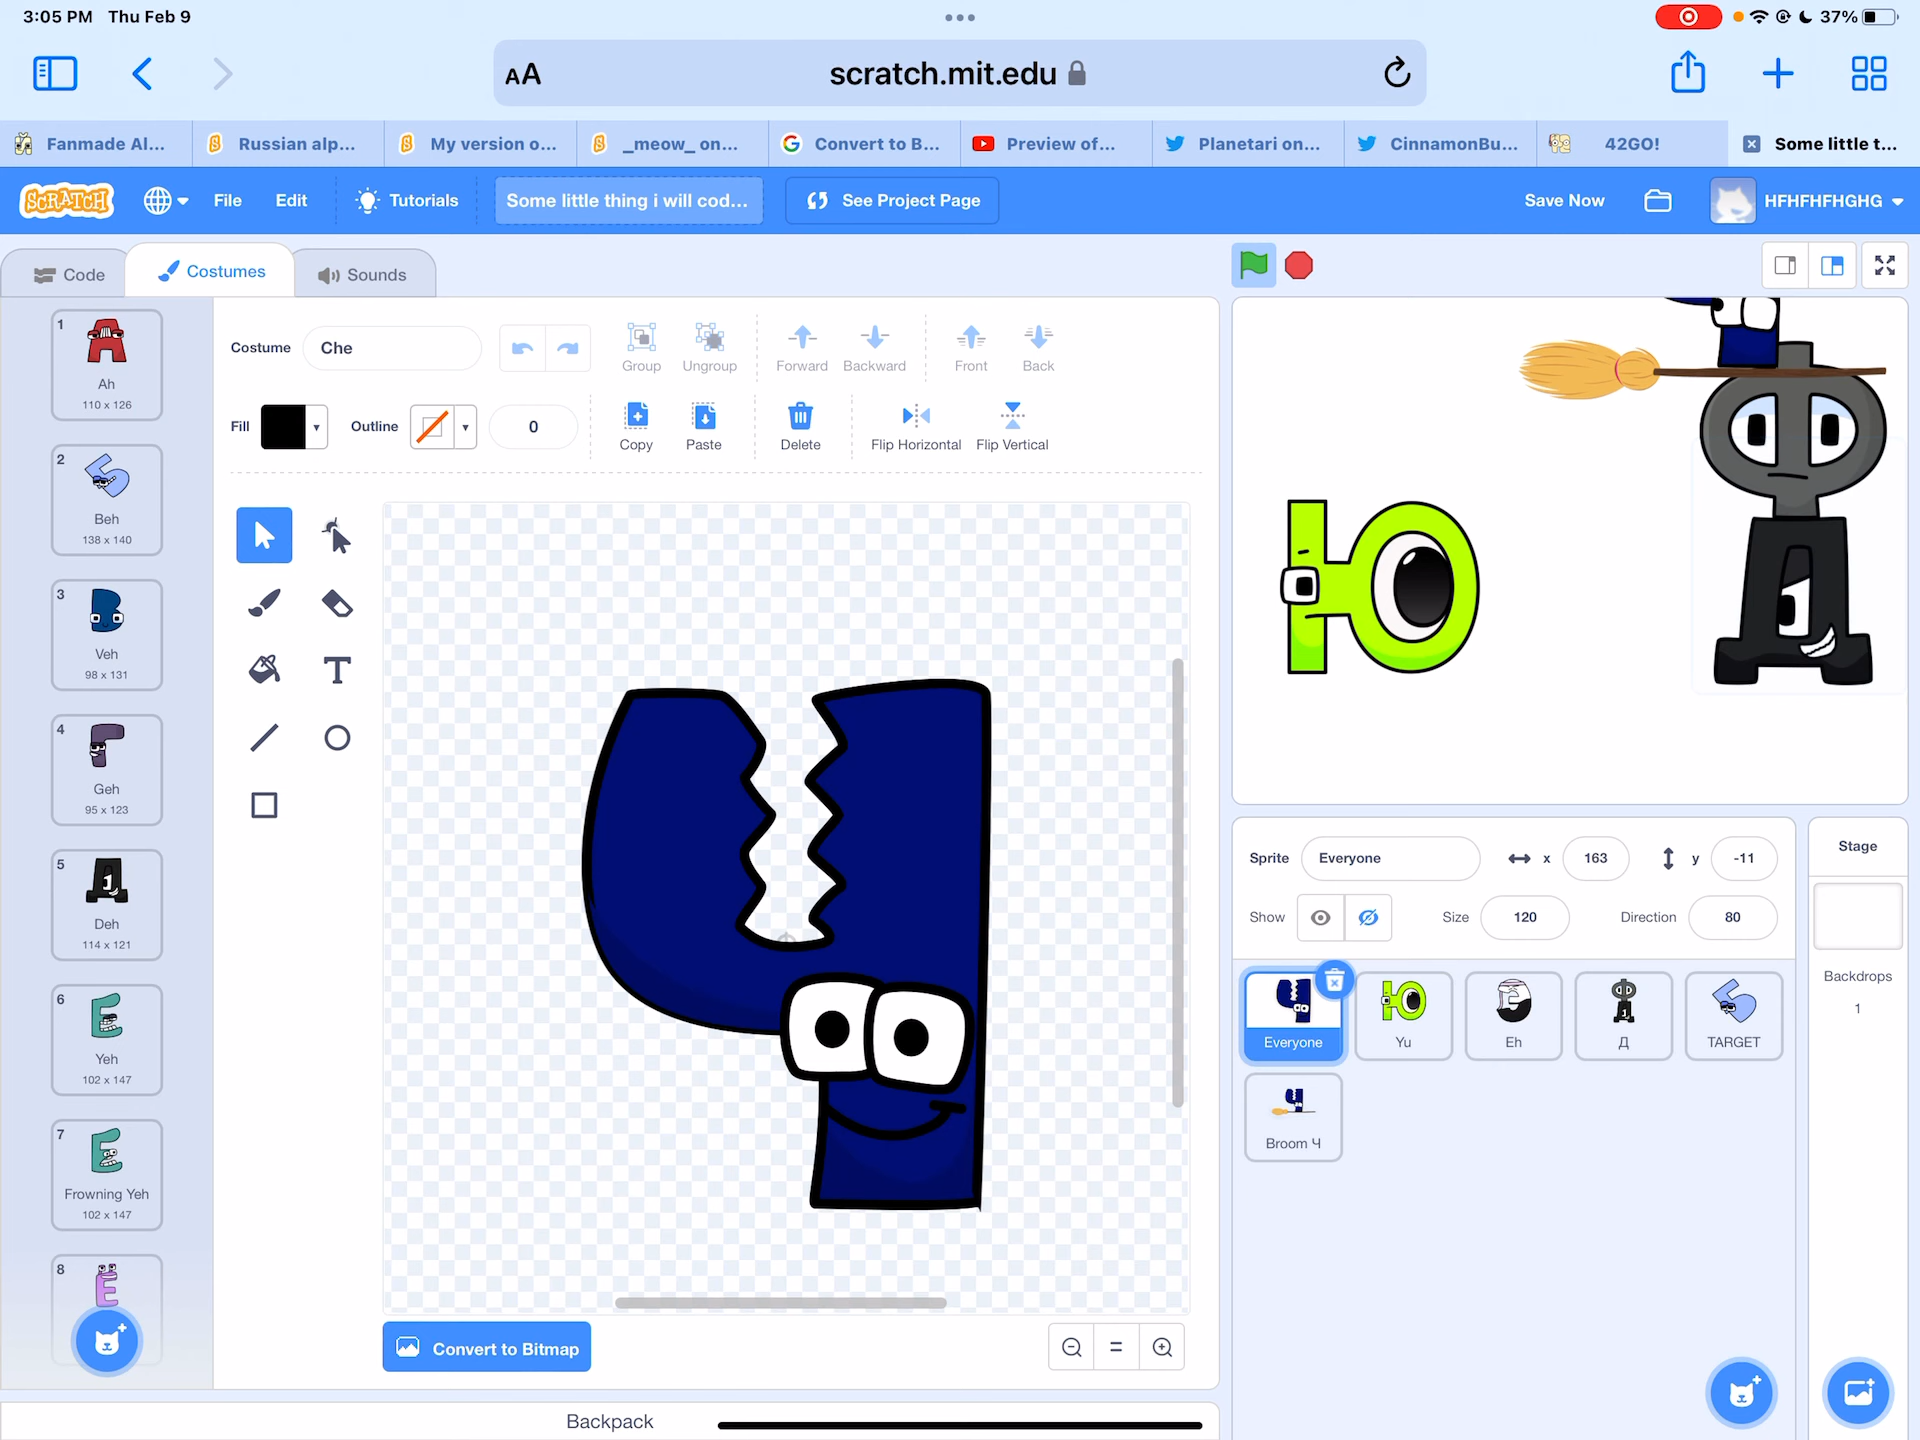 3:05 PM Thu Feb 9
37%
AA
scratch.mit.edu
Fanmade Al...
Russian alp...
My version o...
_meow_ on...
Convert to B...
Preview of...
Planetari on...
CinnamonBu...
42GO!
Some little t...
SCRATCH
File
Edit
Tutorials
Some little thing i will cod...
See Project Page
Save Now
HFHFHFHGHG
Code
Costumes
Sounds
1
Ah
110 x 126
2
Beh
138 x 140
3
Veh
98 x 131
4
Geh
95 x 123
5
Deh
114 x 121
6
Yeh
102 x 147
7
Frowning Yeh
102 x 147
8
Costume
Che
Group
Ungroup
Forward
Backward
Front
Back
Fill
Outline
0
Copy
Paste
Delete
Flip Horizontal
Flip Vertical
Convert to Bitmap
Backpack
Sprite
Everyone
x
163
y
-11
Show
Size
120
Direction
80
Everyone
Yu
Eh
Д
TARGET
Broom Ч
Stage
Backdrops
1